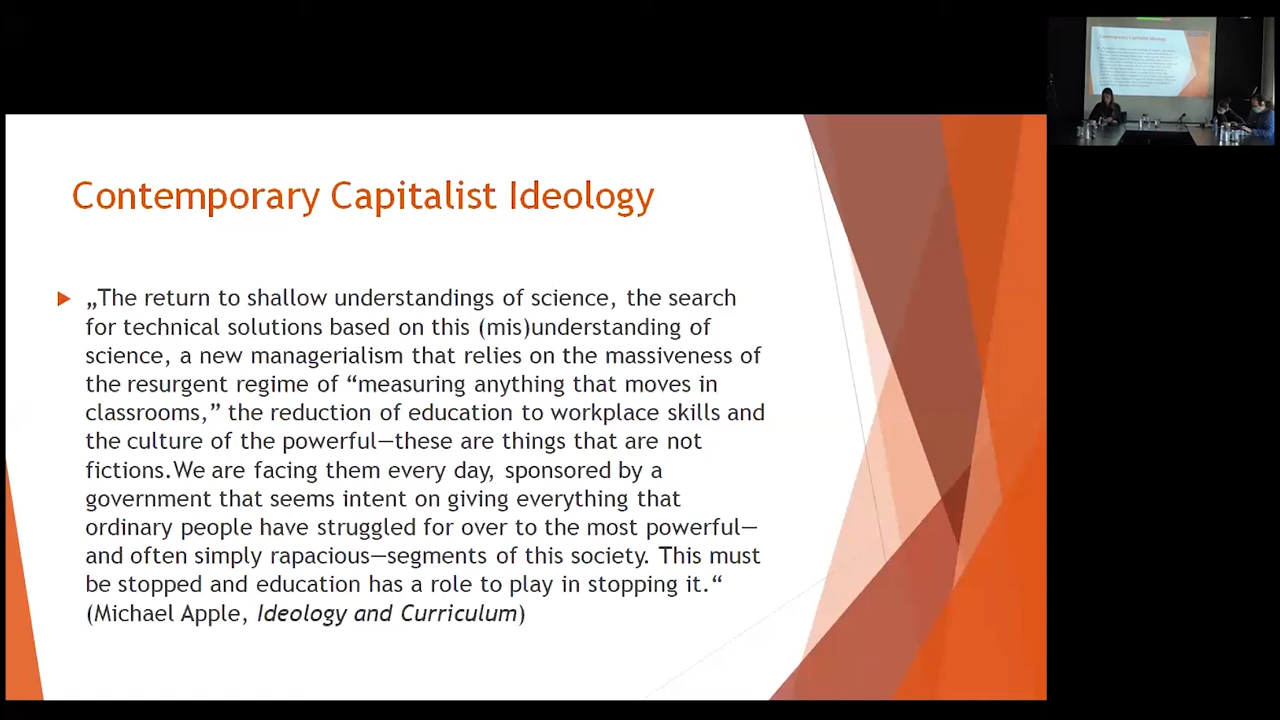 Contemporary Capitalist Ideology
„The return to shallow understandings of science, the search
for technical solutions based on this (mis)understanding of
science, a new managerialism that relies on the massiveness of
the resurgent regime of “measuring anything that moves in
classrooms,” the reduction of education to workplace skills and
the culture of the powerful—these are things that are not
fictions.We are facing them every day, sponsored by a
government that seems intent on giving everything that
ordinary people have struggled for over to the most powerful—
and often simply rapacious—segments of this society. This must
be stopped and education has a role to play in stopping it.“
(Michael Apple, Ideology and Curriculum)
Contemporary Capitalist Ideology